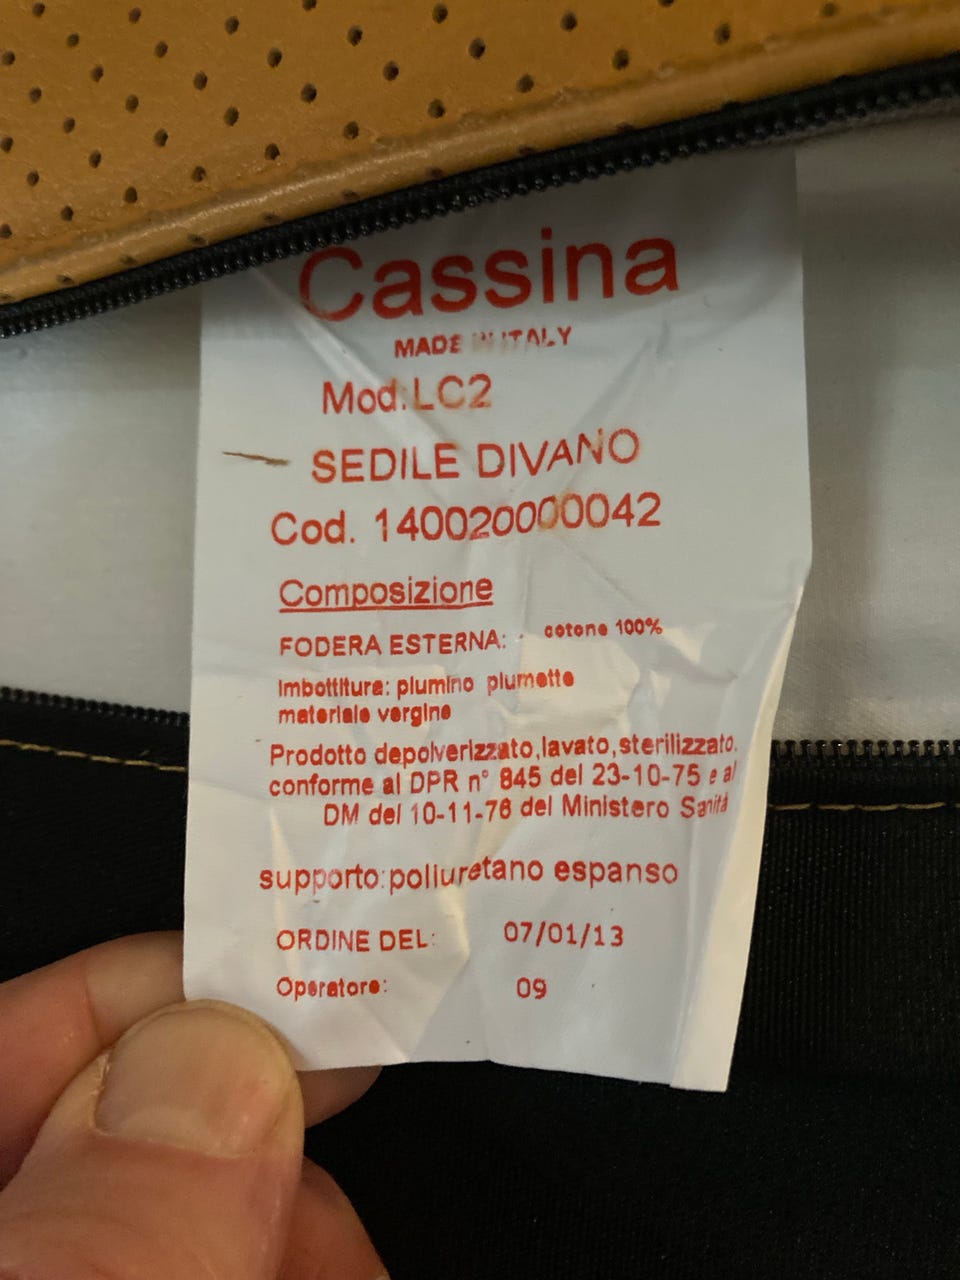 Cassina
MADE IN ITALY
Mod. LC2
SEDILE DIVANO
Cod. 140020000042
Composizione
FODERA ESTERNA: cotone 100%
Imbottitura: plumino plumette
materiale vergine
Prodotto depolverizzato,lavato,sterilizzato.
conforme al DPR n° 845 del 23-10-75 e al
DM del 10-11-76 del Ministero Sanità
supporto:poliuretano espanso
ORDINE DEL: 07/01/13
Operatore: 09